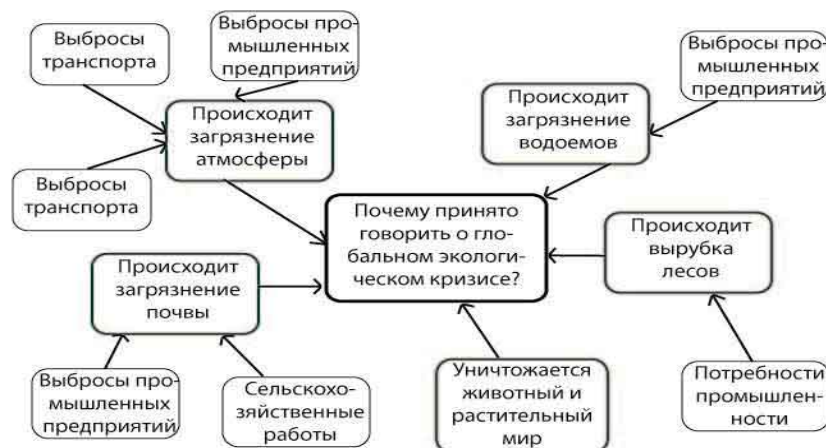 Выбросы
транспорта
Выбросы про-
мышленных
предприятий
Происходит
загрязнение
атмосферы
Выбросы
транспорта
Происходит
загрязнение
водоемов
Выбросы про-
мышленных
предприятий
Почему принято
говорить о гло-
бальном экологи-
ческом кризисе?
Происходит
вырубка
лесов
Происходит
загрязнение
почвы
Выбросы про-
мышленных
предприятий
Сельскохо-
зяйственные
работы
Уничтожается
животный и
растительный
мир
Потребности
промышлен-
ности